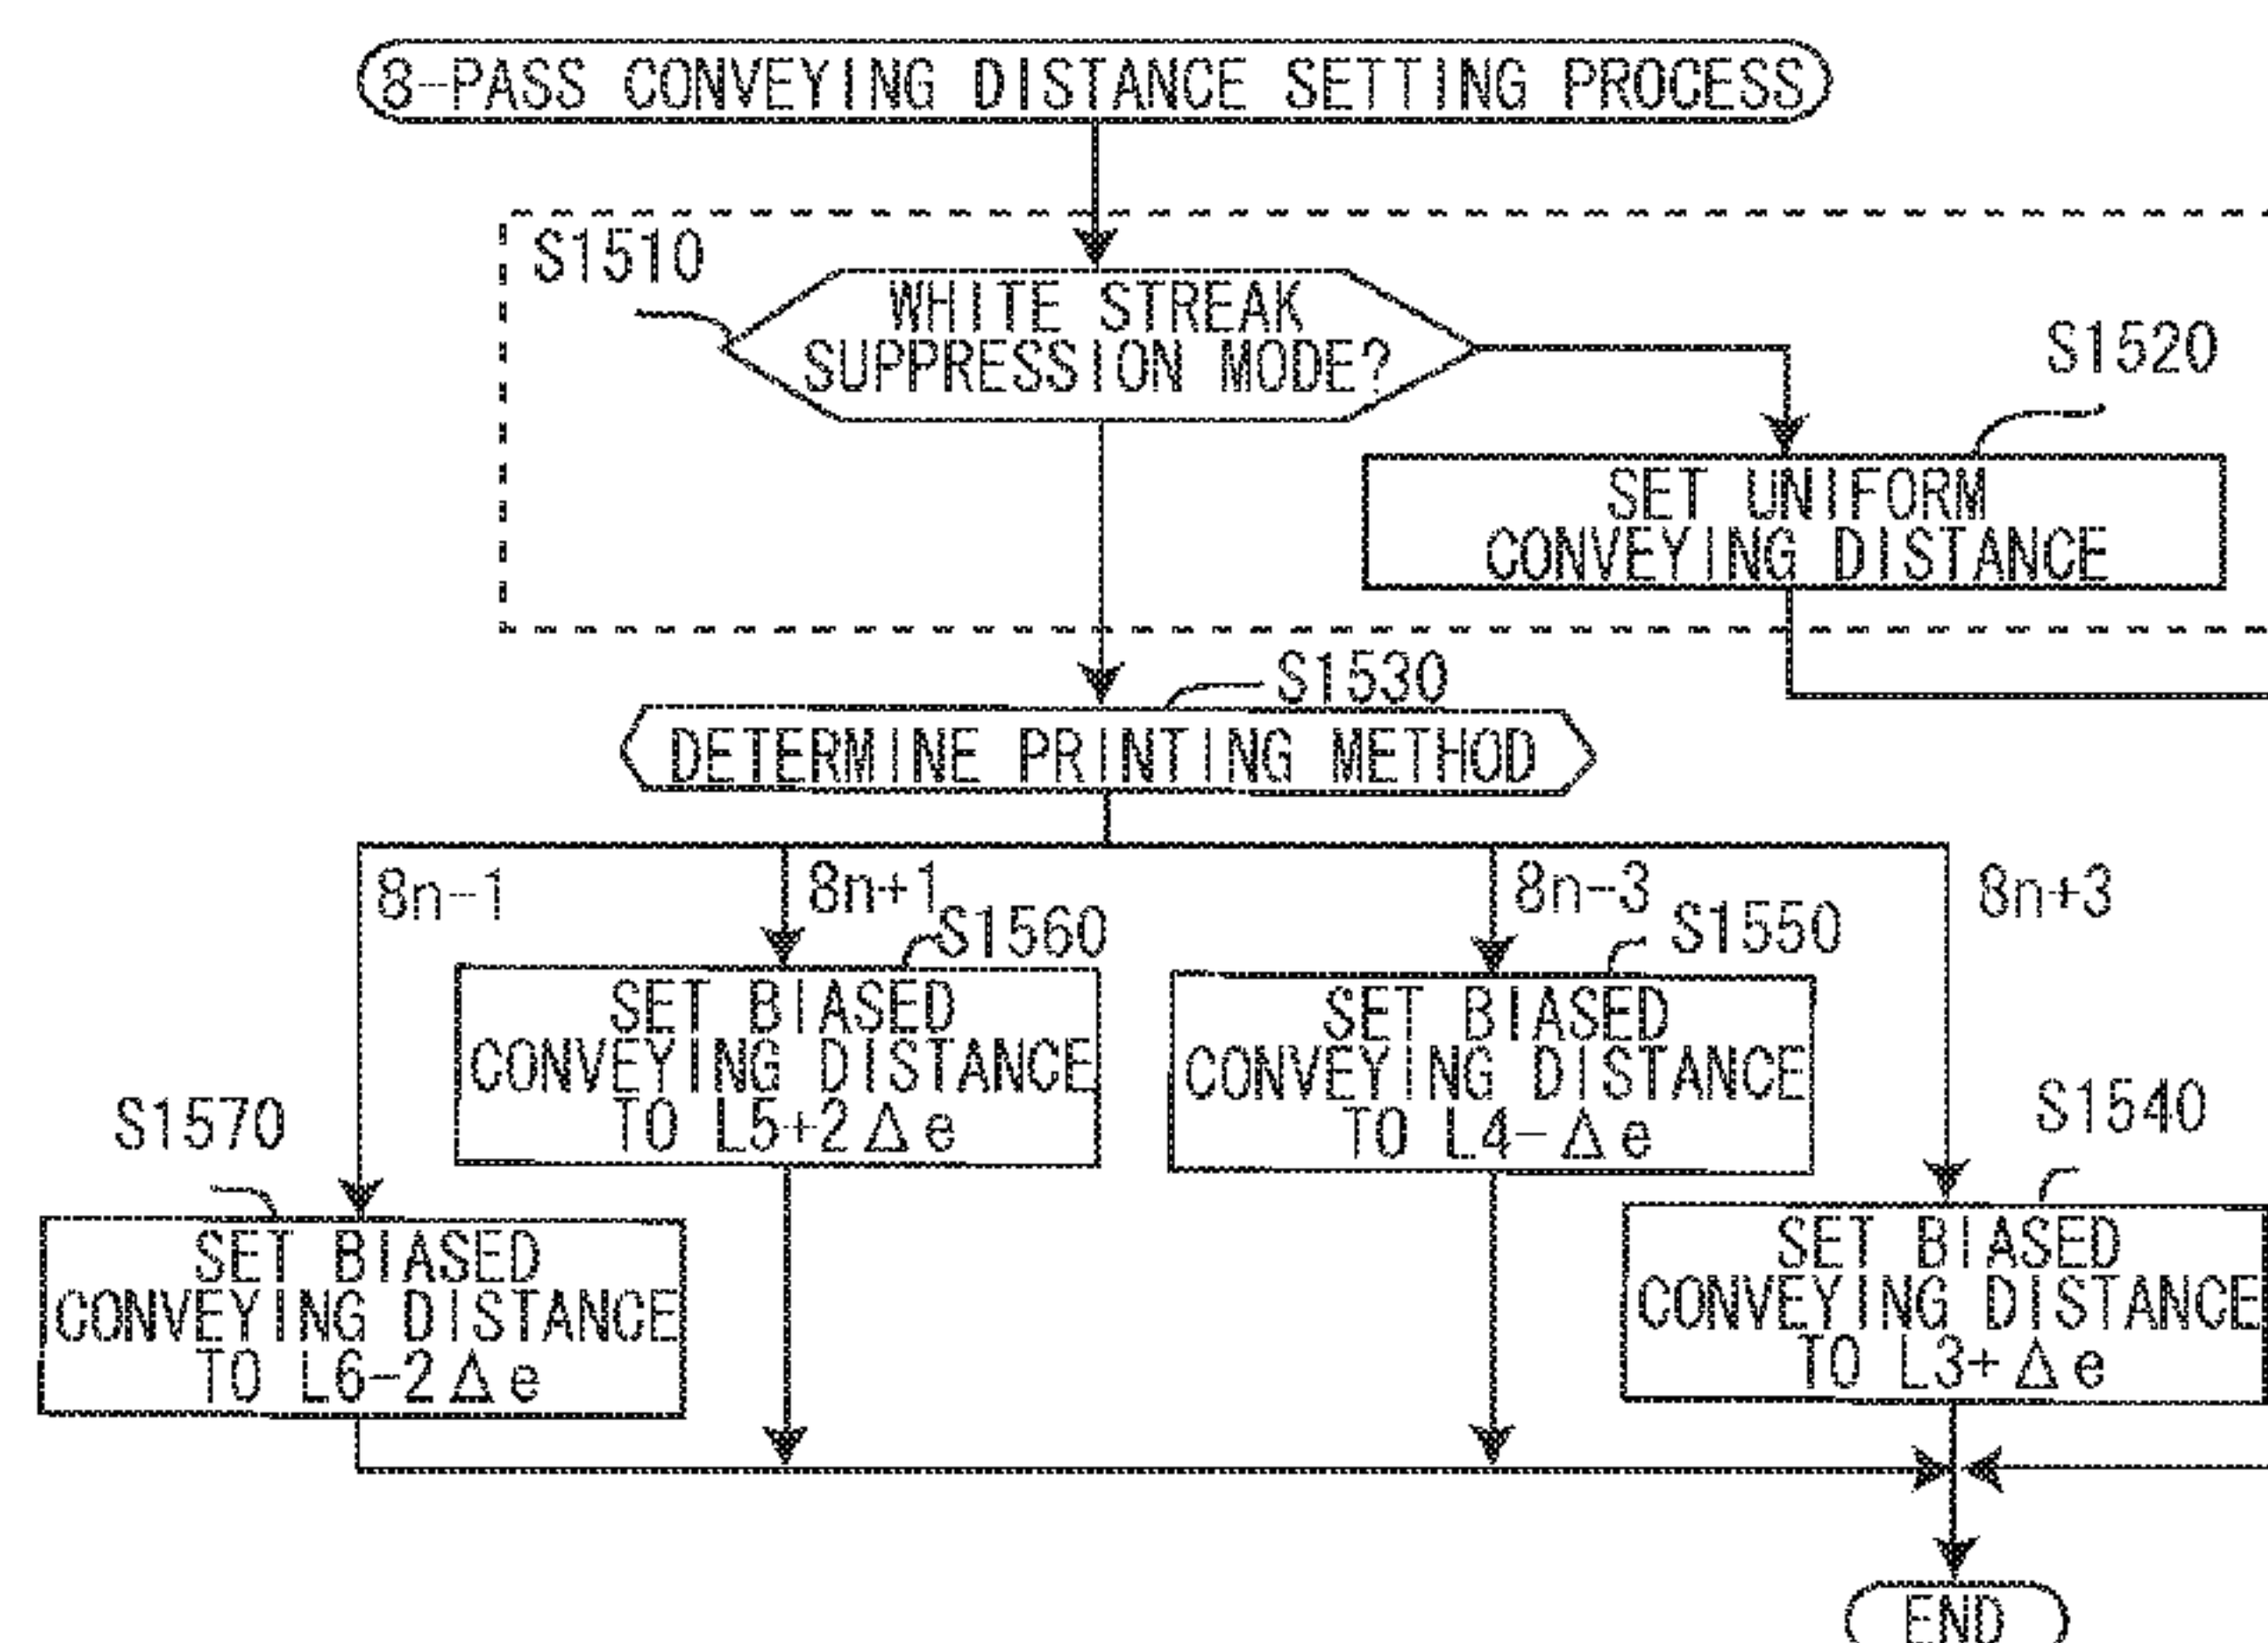 8-PASS CONVEYING DISTANCE SETTING PROCESS
S1510
WHITE STREAK
SUPPRESSION MODE?
S1520
SET UNIFORM
CONVEYING DISTANCE
S1530
DETERMINE PRINTING METHOD
8n-1
8n+1
8n-3
8n+3
S1560
SET BIASED
CONVEYING DISTANCE
TO L5+2Δe
S1550
SET BIASED
CONVEYING DISTANCE
TO L4-Δe
S1570
SET BIASED
CONVEYING DISTANCE
TO L6-2Δe
S1540
SET BIASED
CONVEYING DISTANCE
TO L3+Δe
END